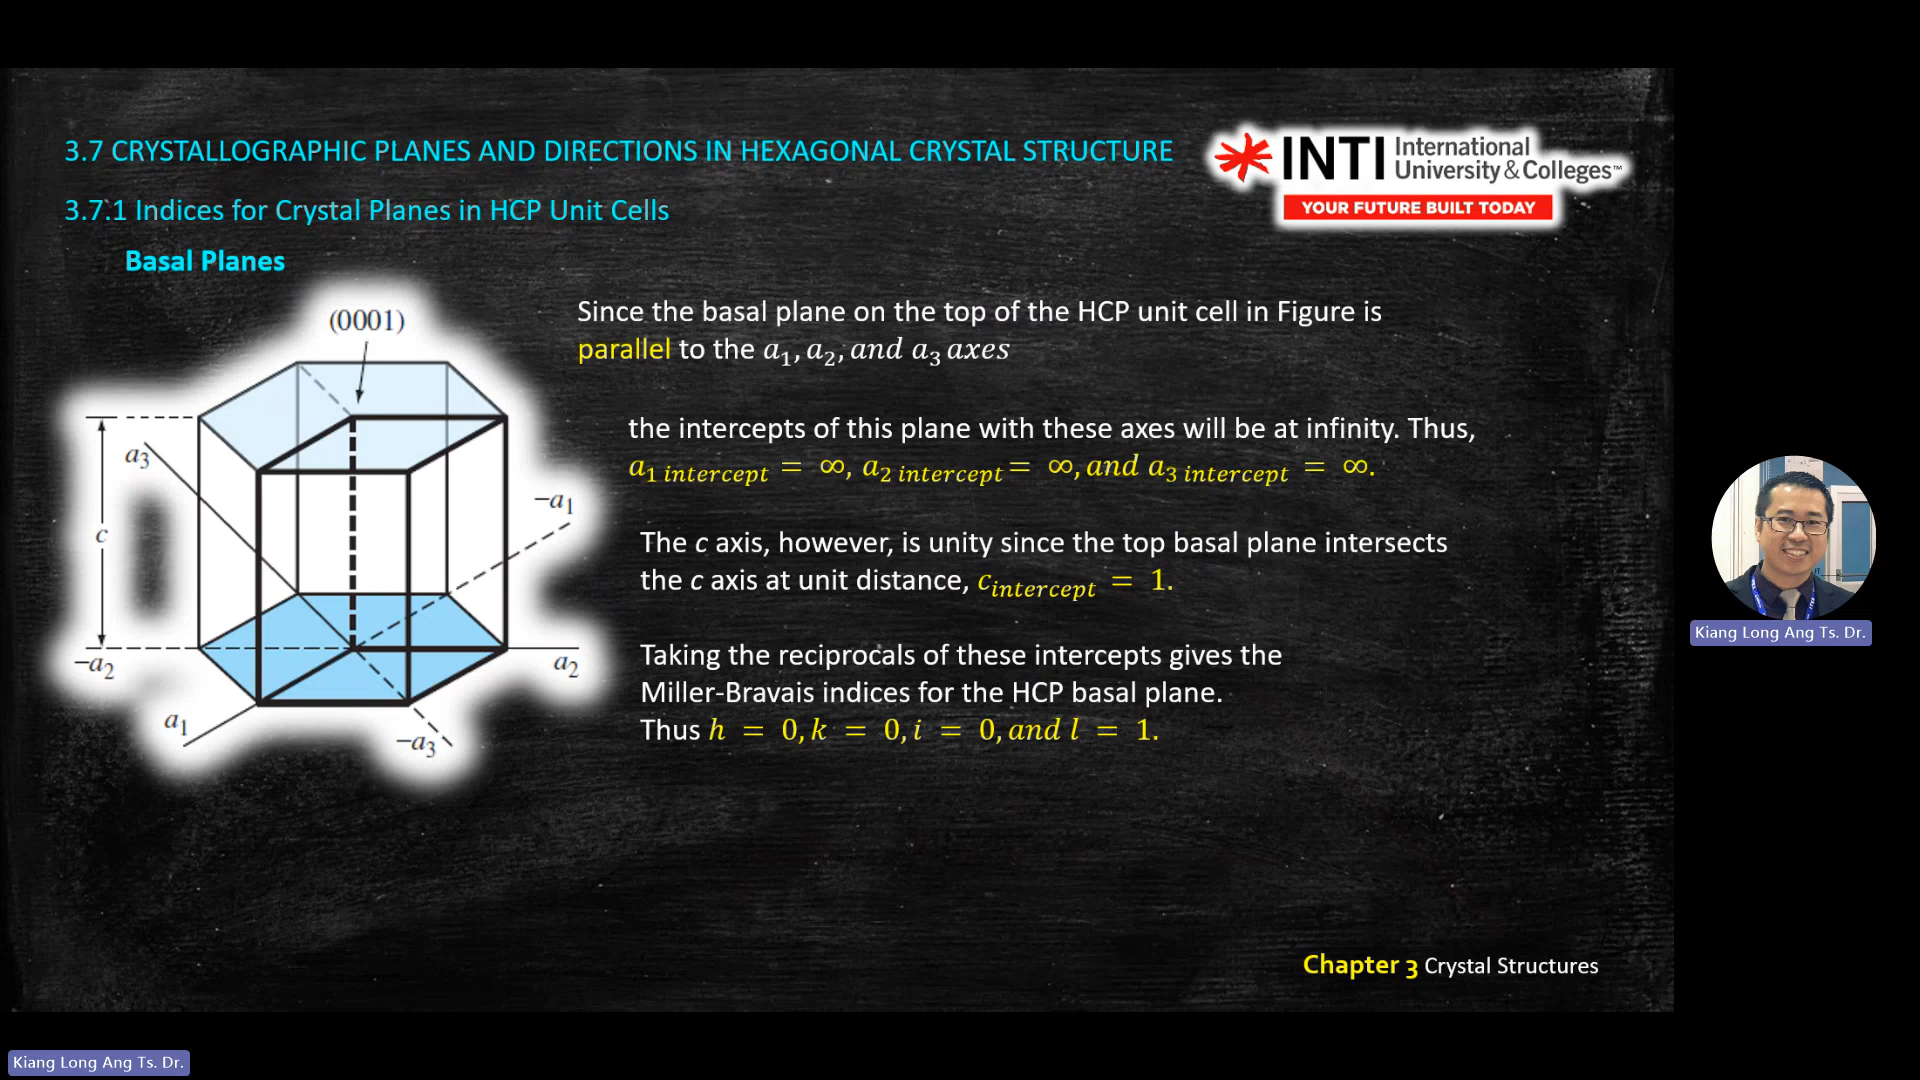 3.7 CRYSTALLOGRAPHIC PLANES AND DIRECTIONS IN HEXAGONAL CRYSTAL STRUCTURE
INTI International University & Colleges™
YOUR FUTURE BUILT TODAY
3.7.1 Indices for Crystal Planes in HCP Unit Cells
Basal Planes
(0001)
a₃
−a₁
c
−a₂
a₂
a₁
−a₃
Since the basal plane on the top of the HCP unit cell in Figure is
parallel to the a₁, a₂, and a₃ axes
the intercepts of this plane with these axes will be at infinity. Thus,
a₁ intercept = ∞, a₂ intercept = ∞, and a₃ intercept = ∞.
The c axis, however, is unity since the top basal plane intersects
the c axis at unit distance, c intercept = 1.
Taking the reciprocals of these intercepts gives the
Miller-Bravais indices for the HCP basal plane.
Thus h = 0, k = 0, i = 0, and l = 1.
Chapter 3 Crystal Structures
Kiang Long Ang Ts. Dr.
Kiang Long Ang Ts. Dr.